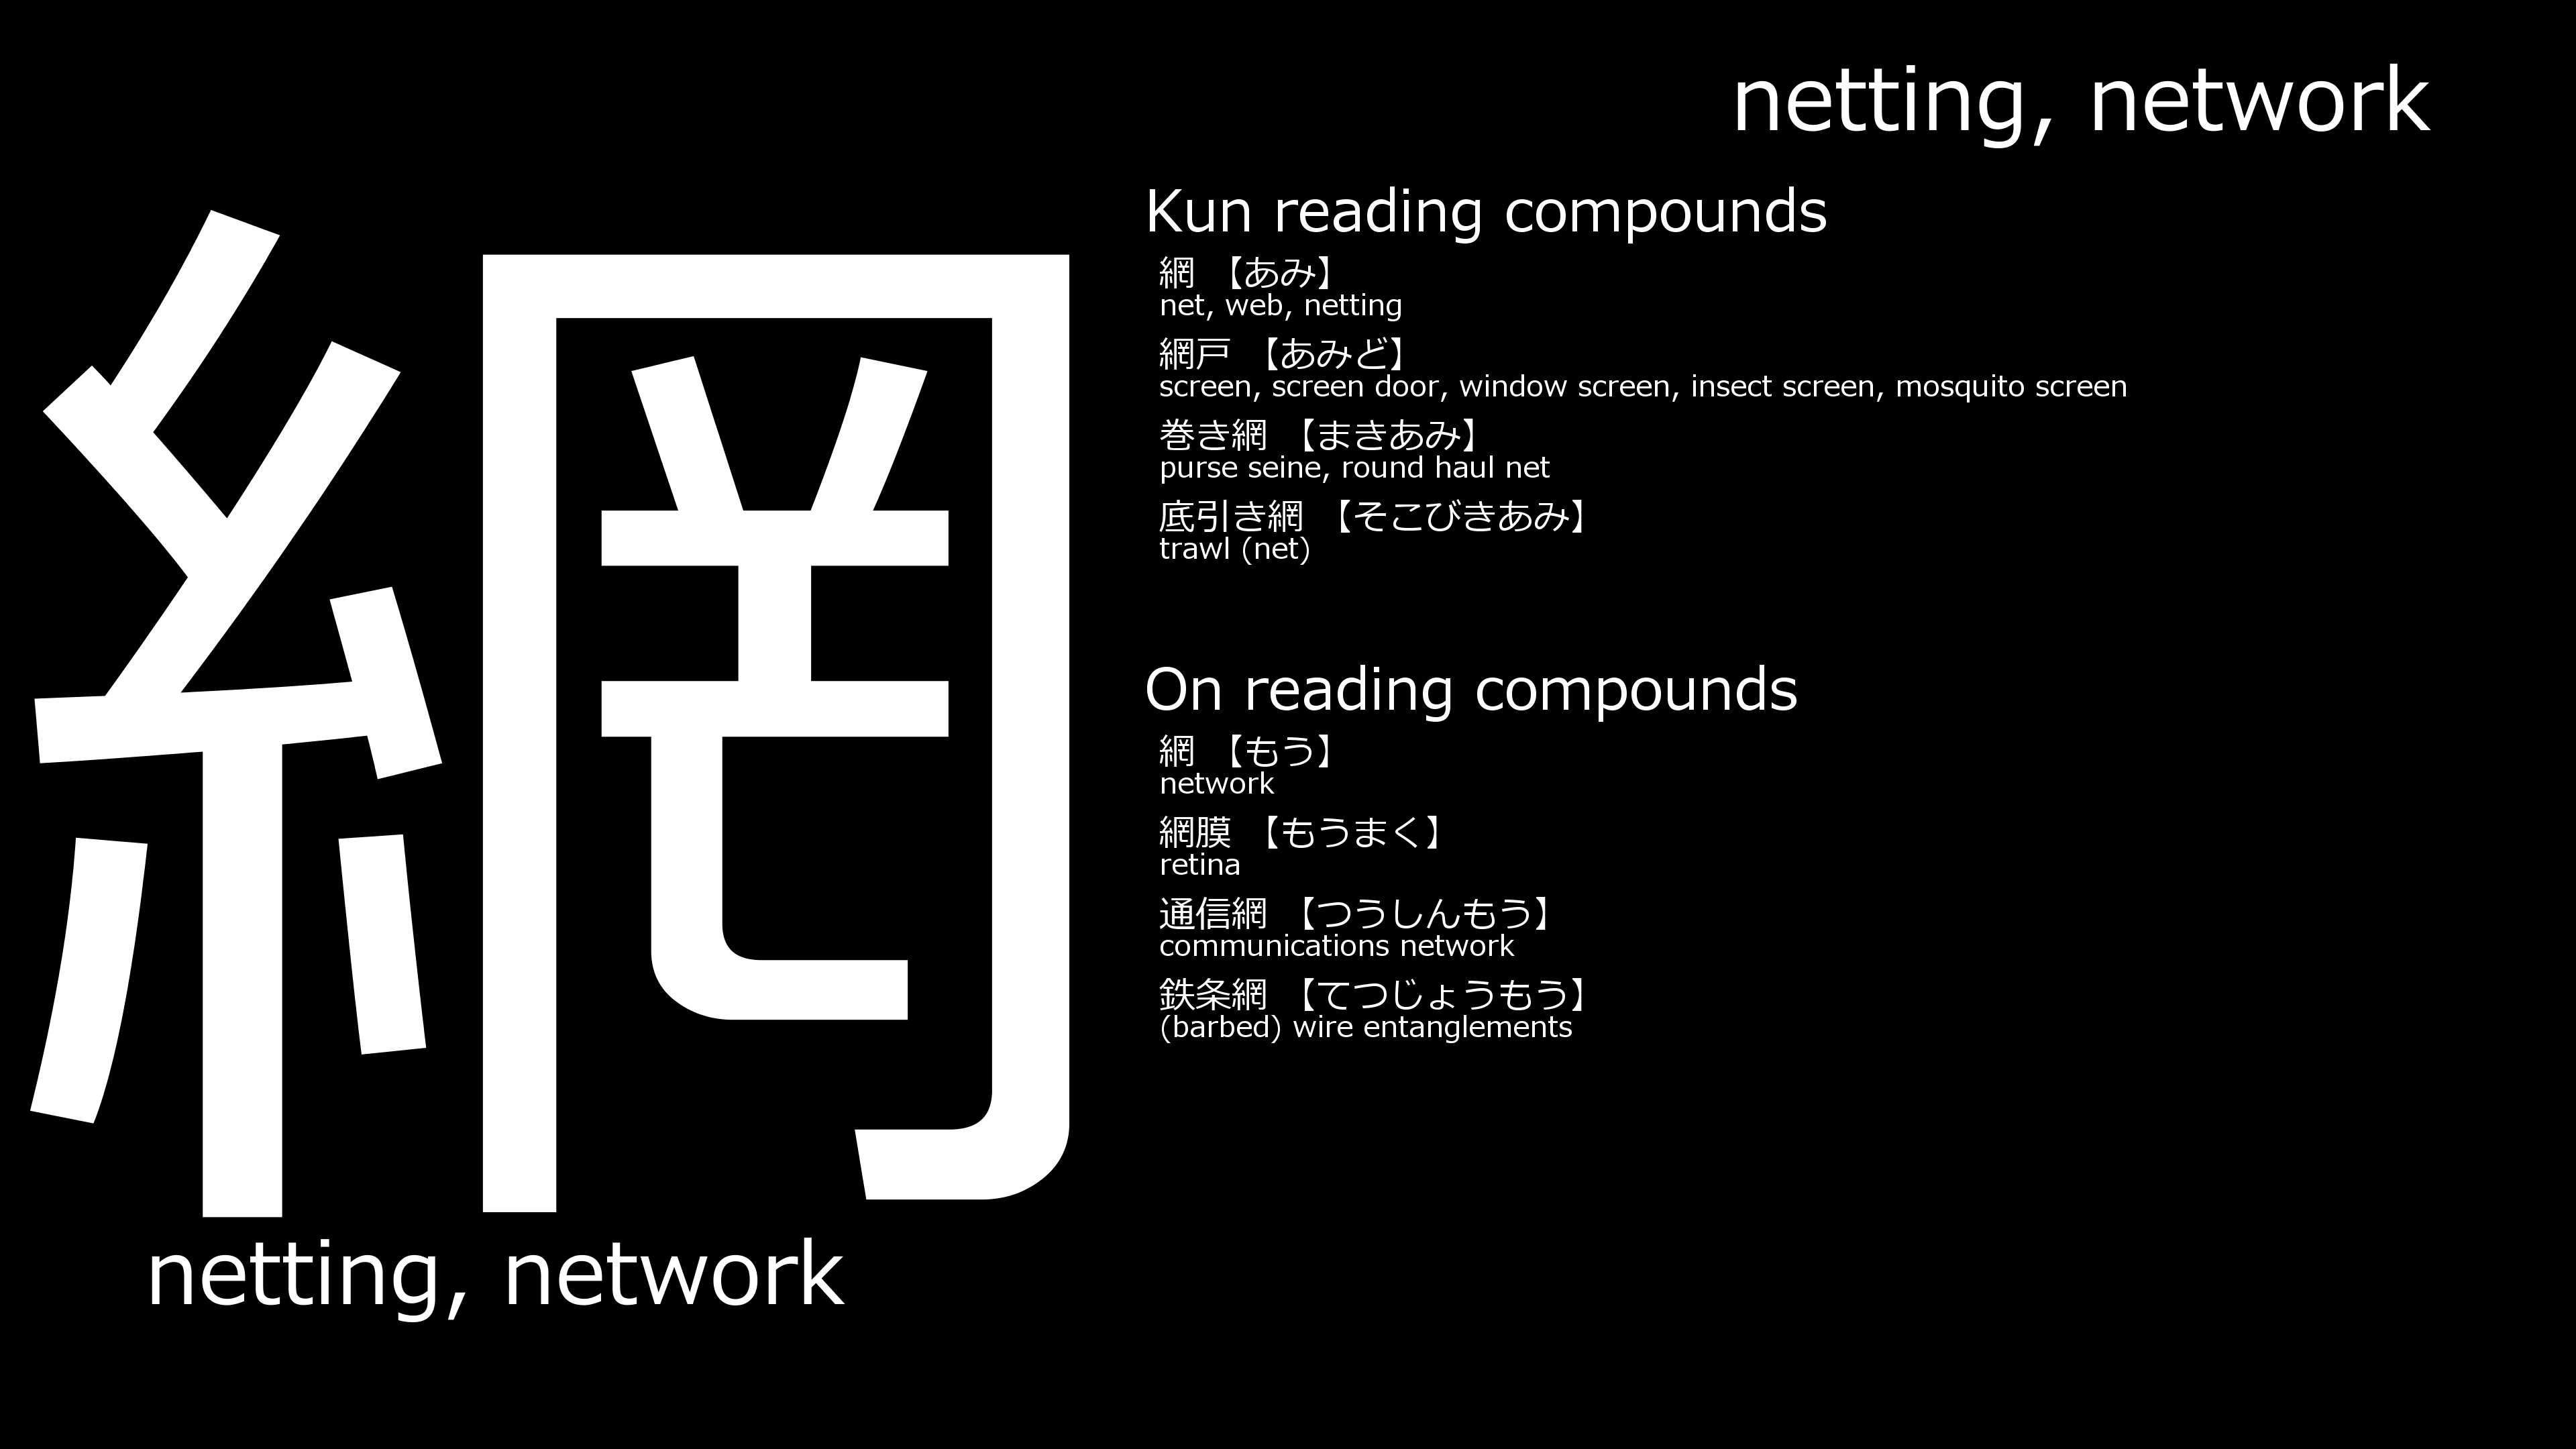 netting, network
網
netting, network
Kun reading compounds
網 【あみ】
net, web, netting
網戸 【あみど】
screen, screen door, window screen, insect screen, mosquito screen
巻き網 【まきあみ】
purse seine, round haul net
底引き網 【そこびきあみ】
trawl (net)
On reading compounds
網 【もう】
network
網膜 【もうまく】
retina
通信網 【つうしんもう】
communications network
鉄条網 【てつじょうもう】
(barbed) wire entanglements